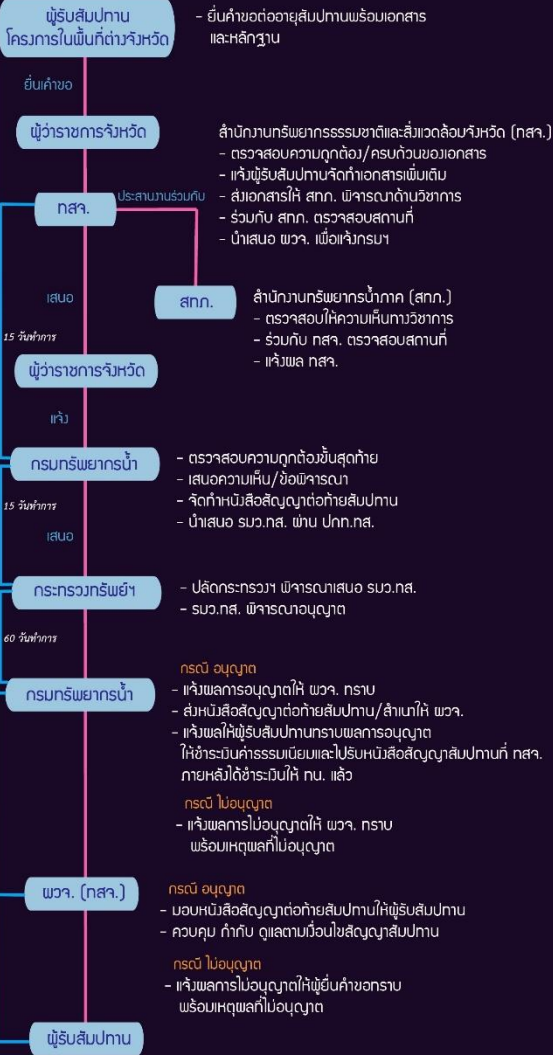 ผู้รับสัมปทาน
โครงการในพื้นที่ต่างจังหวัด
- ยื่นคำขอต่ออายุสัมปทานพร้อมเอกสาร
และหลักฐาน
ยื่นคำขอ
ผู้ว่าราชการจังหวัด
สำนักงานทรัพยากรธรรมชาติและสิ่งแวดล้อมจังหวัด (ทสจ.)
- ตรวจสอบความถูกต้อง/ครบถ้วนของเอกสาร
- แจ้งผู้รับสัมปทานจัดทำเอกสารเพิ่มเติม
ทสจ.
ประสานงานร่วมกับ
- ส่งเอกสารให้ สทภ. พิจารณาด้านวิชาการ
- ร่วมกับ สทภ. ตรวจสอบสถานที่
- นำเสนอ ผวจ. เพื่อแจ้งกรมฯ
เสนอ
สทภ.
สำนักงานทรัพยากรน้ำภาค (สทภ.)
- ตรวจสอบให้ความเห็นทางวิชาการ
- ร่วมกับ ทสจ. ตรวจสอบสถานที่
- แจ้งผล ทสจ.
15 วันทำการ
ผู้ว่าราชการจังหวัด
แจ้ง
กรมทรัพยากรน้ำ
- ตรวจสอบความถูกต้องขั้นสุดท้าย
- เสนอความเห็น/ข้อพิจารณา
- จัดทำหนังสือสัญญาต่อท้ายสัมปทาน
- นำเสนอ รมว.ทส. ผ่าน ปกท.ทส.
15 วันทำการ
เสนอ
กระทรวงทรัพย์ฯ
- ปลัดกระทรวงฯ พิจารณาเสนอ รมว.ทส.
- รมว.ทส. พิจารณาอนุญาต
60 วันทำการ
กรมทรัพยากรน้ำ
กรณี อนุญาต
- แจ้งผลการอนุญาตให้ ผวจ. ทราบ
- ส่งหนังสือสัญญาต่อท้ายสัมปทาน/สำเนาให้ ผวจ.
- แจ้งผลให้ผู้รับสัมปทานทราบผลการอนุญาต
ให้ชำระเงินค่าธรรมเนียมและไปรับหนังสือสัญญาสัมปทานที่ ทสจ.
ภายหลังได้ชำระเงินให้ ทน. แล้ว
กรณี ไม่อนุญาต
- แจ้งผลการไม่อนุญาตให้ ผวจ. ทราบ
พร้อมเหตุผลที่ไม่อนุญาต
ผวจ. (ทสจ.)
กรณี อนุญาต
- มอบหนังสือสัญญาต่อท้ายสัมปทานให้ผู้รับสัมปทาน
- ควบคุม กำกับ ดูแลตามเงื่อนไขสัญญาสัมปทาน
กรณี ไม่อนุญาต
- แจ้งผลการไม่อนุญาตให้ผู้ยื่นคำขอทราบ
พร้อมเหตุผลที่ไม่อนุญาต
ผู้รับสัมปทาน